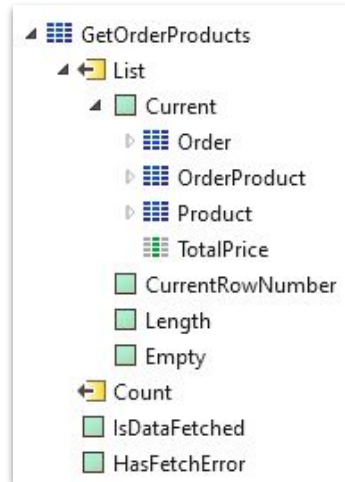 GetOrderProducts
List
Current
Order
OrderProduct
Product
TotalPrice
CurrentRowNumber
Length
Empty
Count
IsDataFetched
HasFetchError